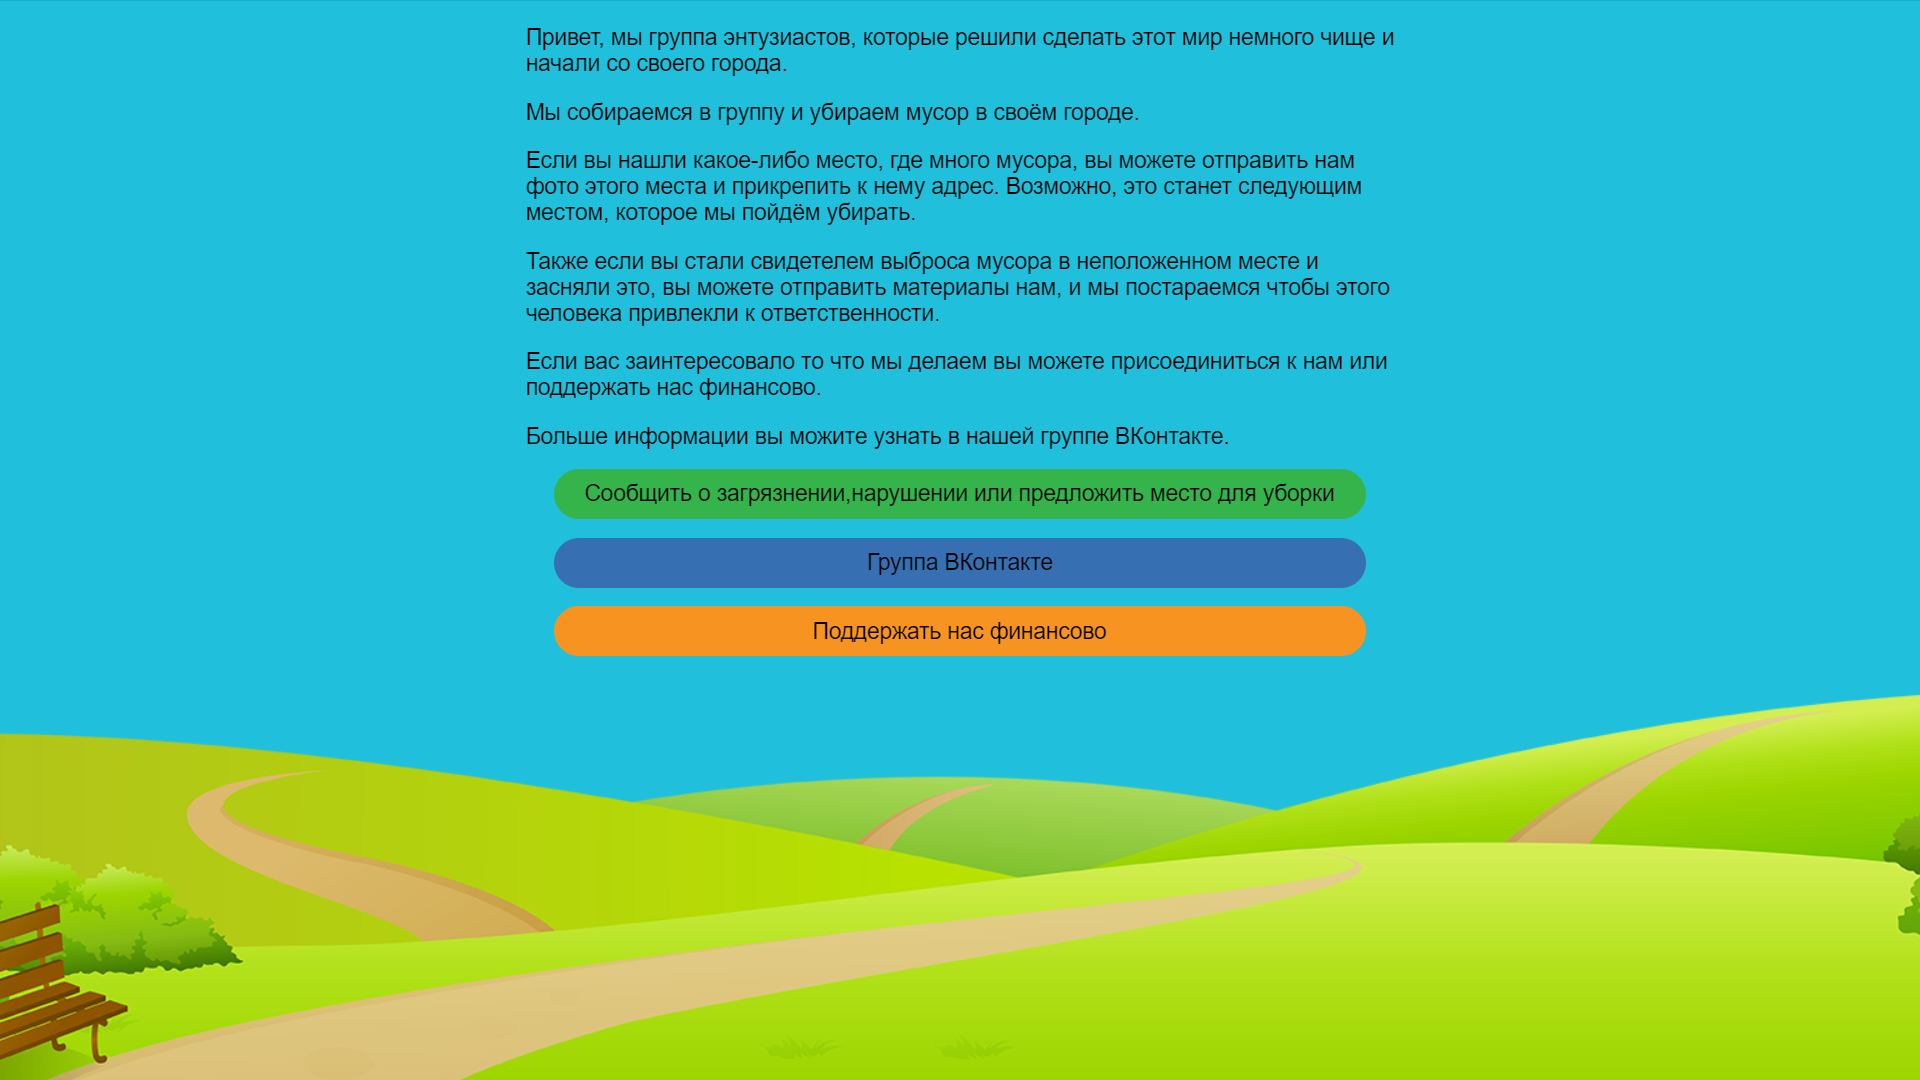 Привет, мы группа энтузиастов, которые решили сделать этот мир немного чище и
начали со своего города.
Мы собираемся в группу и убираем мусор в своём городе.
Если вы нашли какое-либо место, где много мусора, вы можете отправить нам
фото этого места и прикрепить к нему адрес. Возможно, это станет следующим
местом, которое мы пойдём убирать.
Также если вы стали свидетелем выброса мусора в неположенном месте и
засняли это, вы можете отправить материалы нам, и мы постараемся чтобы этого
человека привлекли к ответственности.
Если вас заинтересовало то что мы делаем вы можете присоединиться к нам или
поддержать нас финансово.
Больше информации вы можите узнать в нашей группе ВКонтакте.
Сообщить о загрязнении,нарушении или предложить место для уборки
Группа ВКонтакте
Поддержать нас финансово